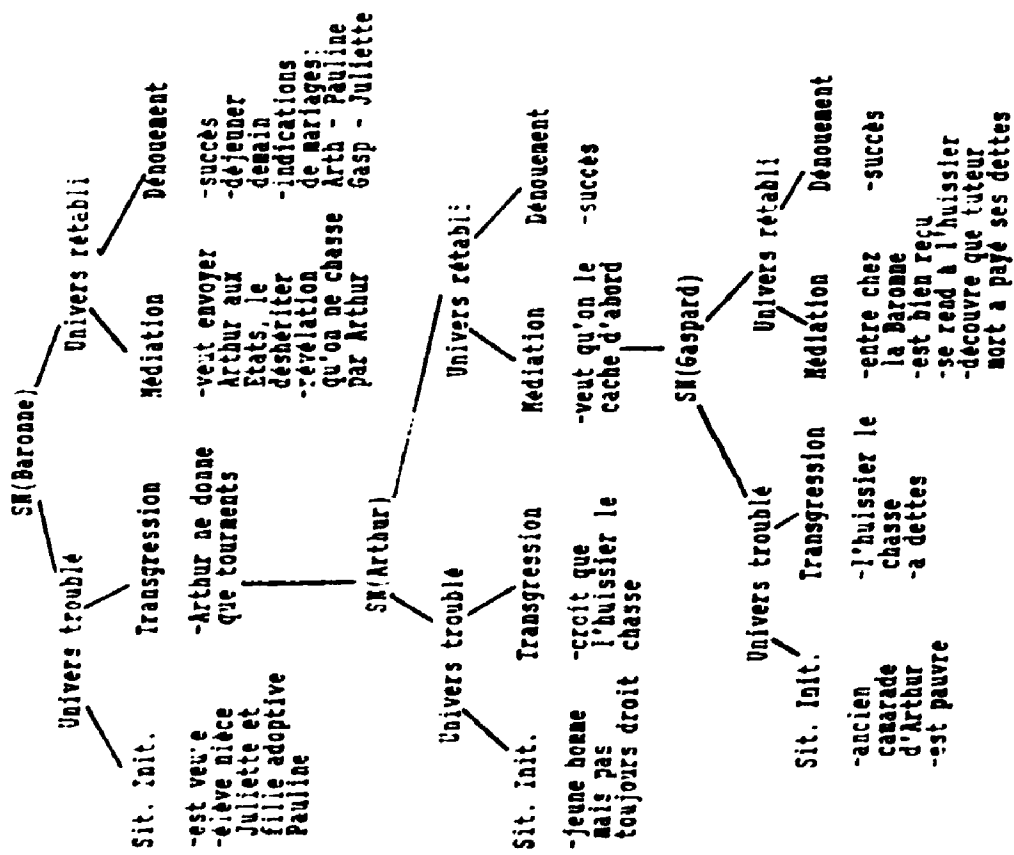 SN(Baronne)
Univers troublé
Univers rétabli
Sit. Init.
Transgression
Médiation
Dénouement
-est veuve
-élève nièce
Juliette et
fille adoptive
Pauline
-Arthur ne donne
que tourments
-veut envoyer
Arthur aux
Etats, le
déshériter
-révélation
qu'on ne chasse
par Arthur
-succès
-déjeuner
demain
-indications
de mariages:
Arth - Pauline
Gasp - Juliette
SN(Arthur)
Univers troublé
Univers rétabli
Sit. Init.
Transgression
Médiation
Dénouement
-jeune homme
mais pas
toujours droit
-croit que
l'huissier le
chasse
-veut qu'on le
cache d'abord
-succès
SN(Gaspard)
Univers troublé
Univers rétabli
Sit. Init.
Transgression
Médiation
Dénouement
-ancien
camarade
d'Arthur
-est pauvre
-l'huissier le
chasse
-a dettes
-entre chez
la Baronne
-est bien reçu
-se rend à l'huissier
-découvre que tuteur
mort a payé ses dettes
-succès